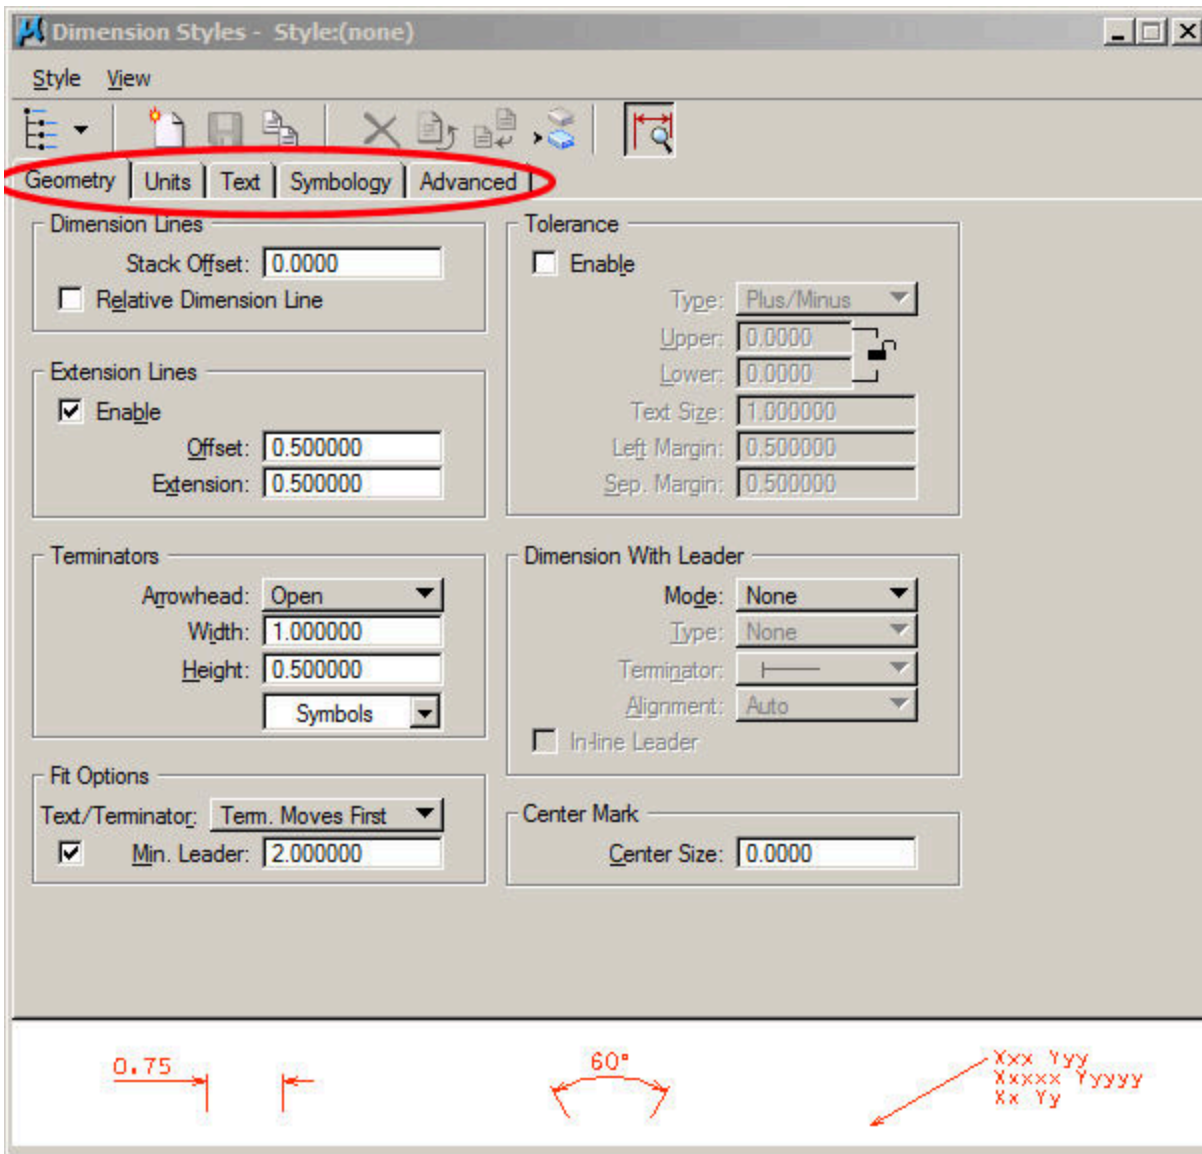 Dimension Styles - Style:(none)
Style View
Geometry Units Text Symbology Advanced
Dimension Lines
Stack Offset: 0.0000
Relative Dimension Line
Extension Lines
Enable
Offset: 0.500000
Extension: 0.500000
Terminators
Arrowhead: Open
Width: 1.000000
Height: 0.500000
Symbols
Fit Options
Text/Terminator: Term. Moves First
Min. Leader: 2.000000
Tolerance
Enable
Type: Plus/Minus
Upper: 0.0000
Lower: 0.0000
Text Size: 1.000000
Left Margin: 0.500000
Sep. Margin: 0.500000
Dimension With Leader
Mode: None
Type: None
Terminator:
Alignment: Auto
In-line Leader
Center Mark
Center Size: 0.0000
0.75
60°
Xxx Yyy
Xxxxx Yyyyy
Xx Yy